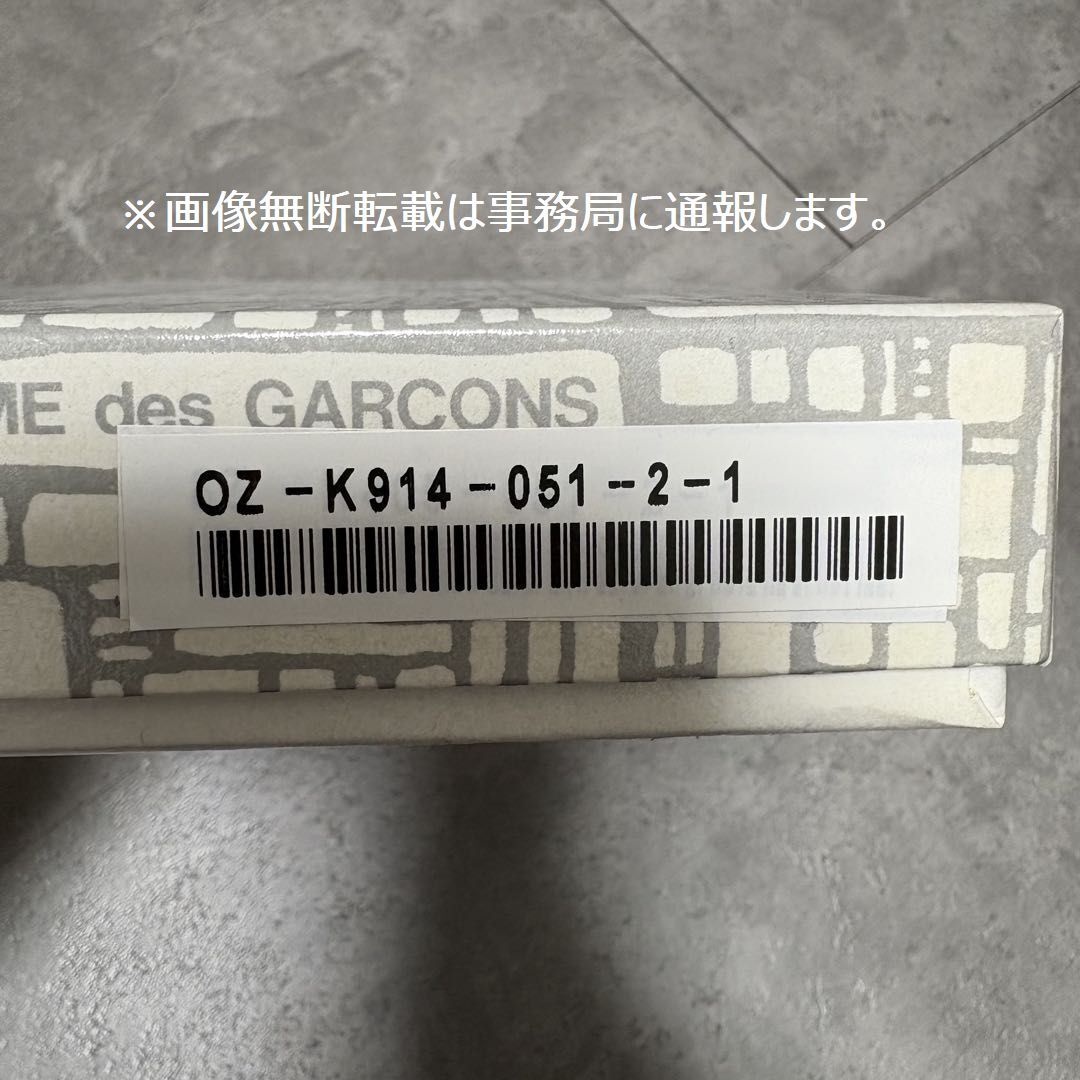 ※画像無断転載は事務局に通報します。
ME des GARCONS
OZ-K914-051-2-1